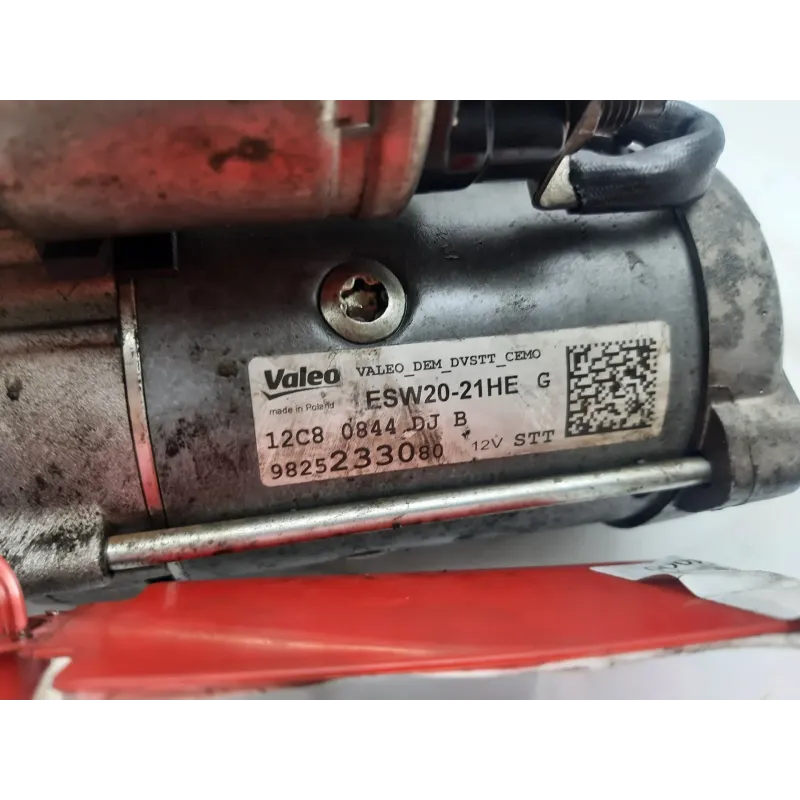 Valeo VALEO_DEM_DVSTT_CEMO
made in Poland ESW20-21HE G
12C8 0844 DJ B
9825233080 12V STT